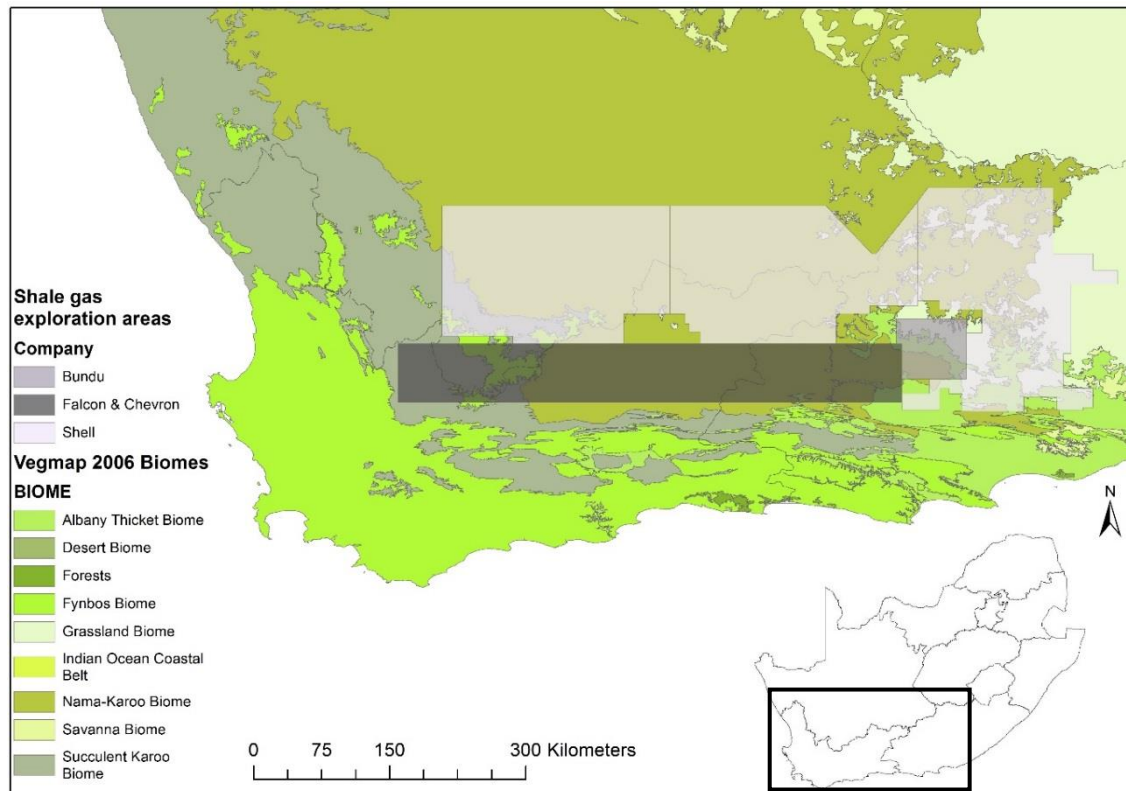 Shale gas
exploration areas
Company
Bundu
Falcon & Chevron
Shell
Vegmap 2006 Biomes
BIOME
Albany Thicket Biome
Desert Biome
Forests
Fynbos Biome
Grassland Biome
Indian Ocean Coastal
Belt
Nama-Karoo Biome
Savanna Biome
Succulent Karoo
Biome
0 75 150 300 Kilometers
N